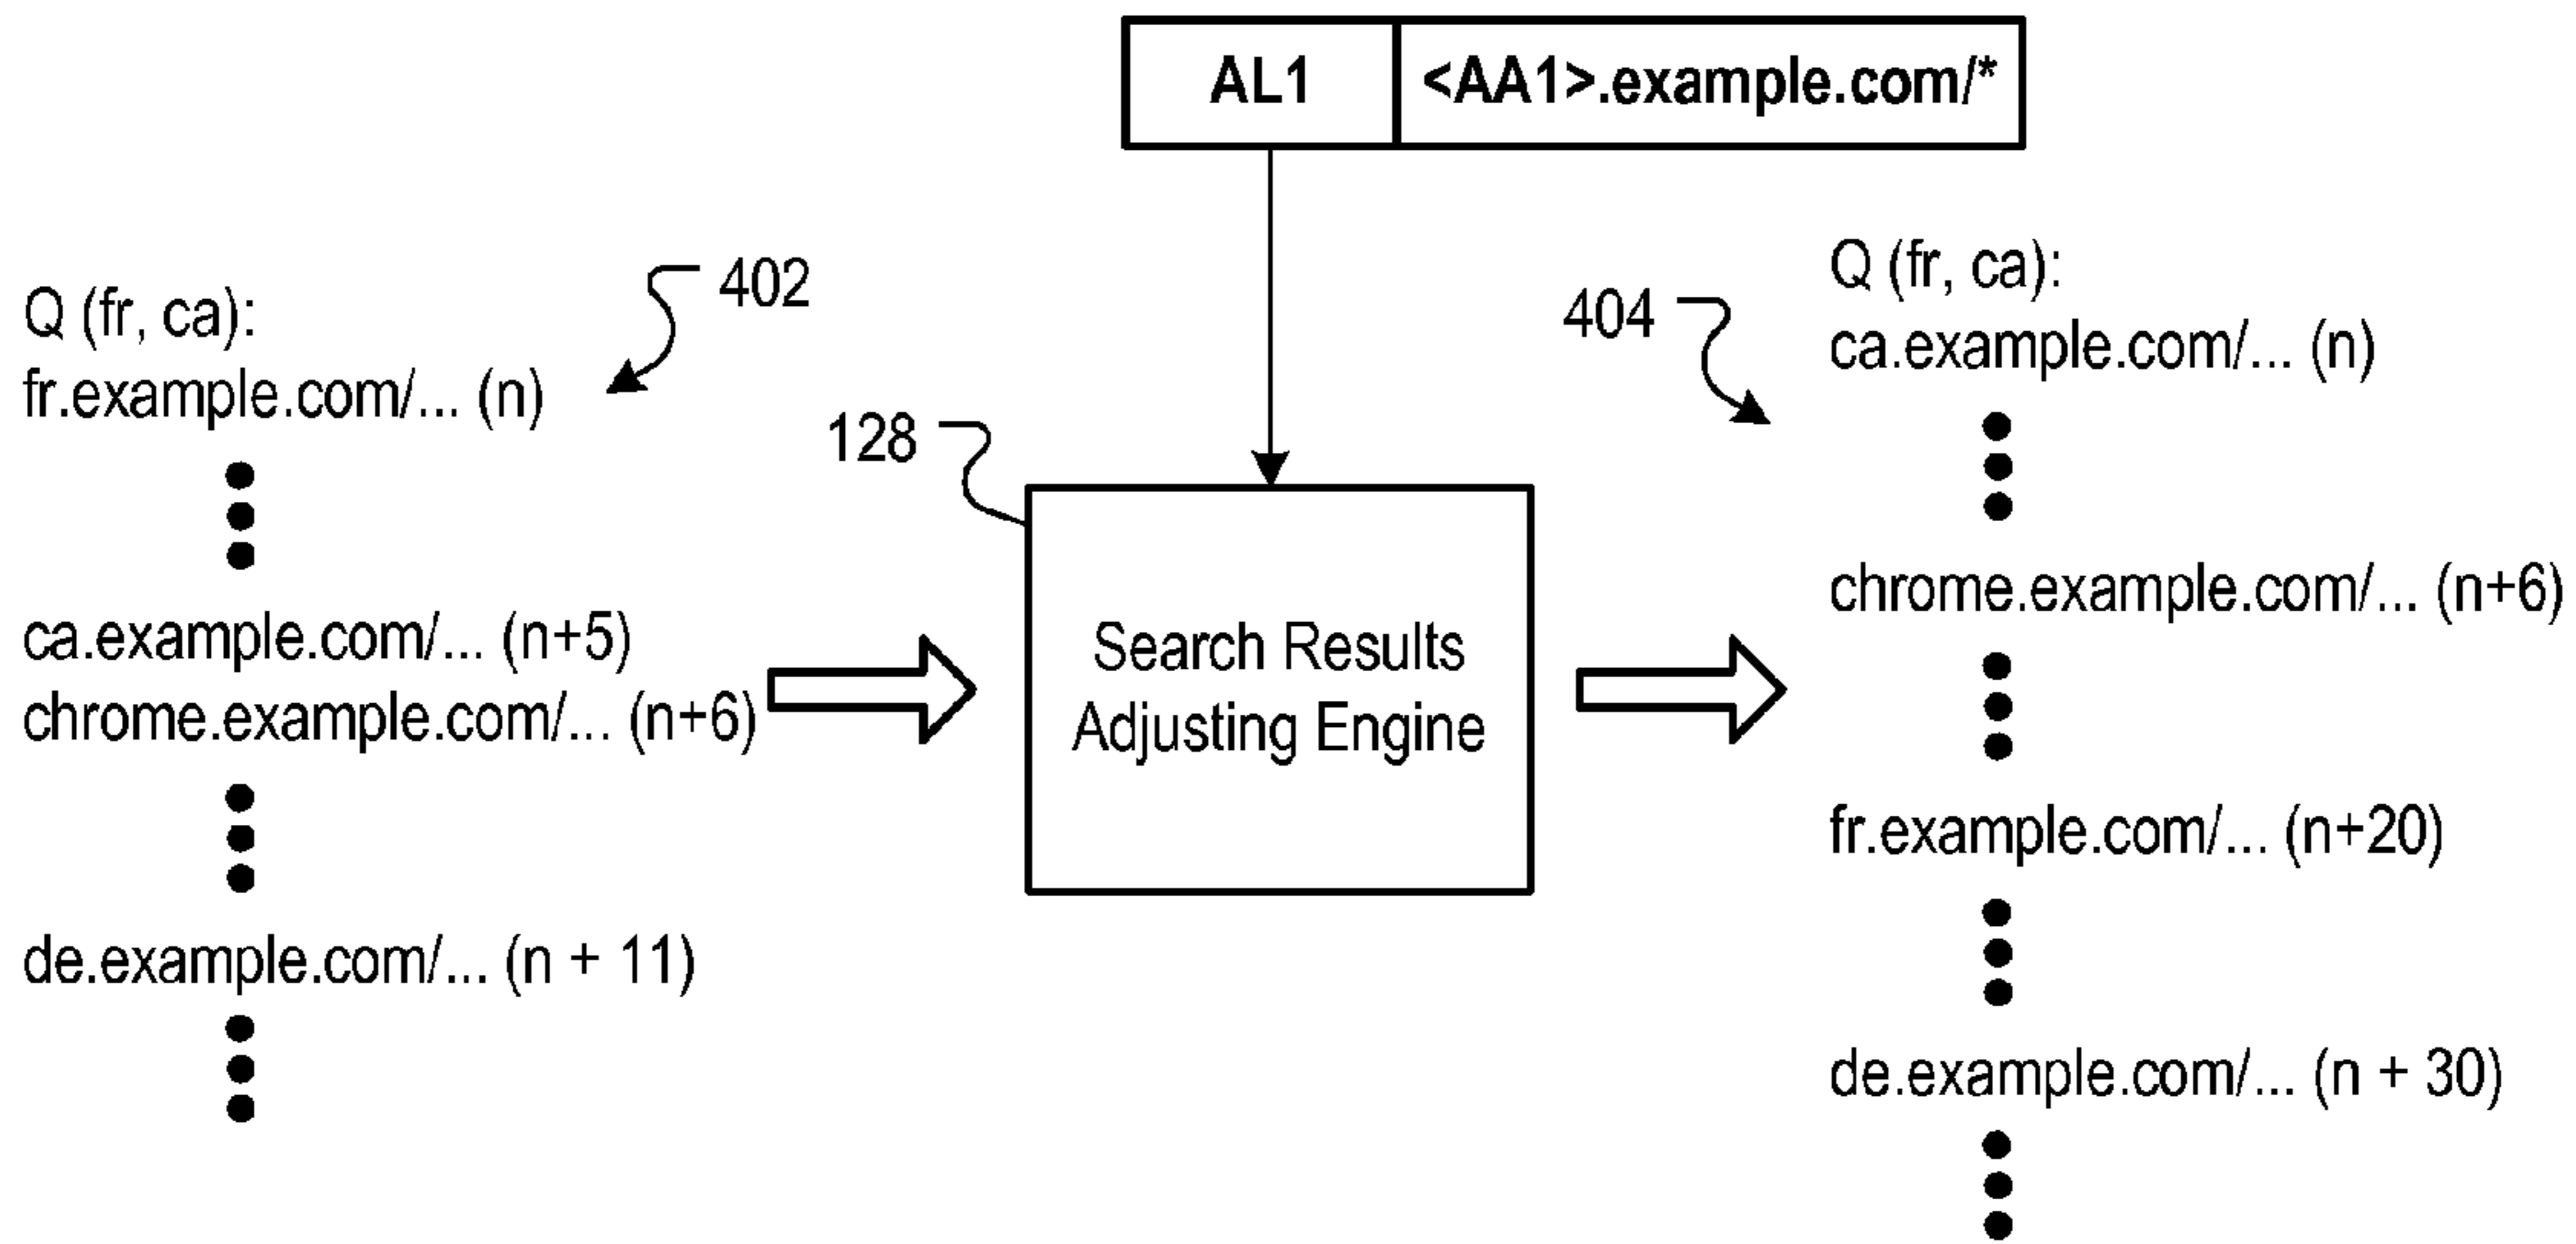 AL1 <AA1>.example.com/*
Q (fr, ca):
fr.example.com/... (n)
402
ca.example.com/... (n+5)
chrome.example.com/... (n+6)
de.example.com/... (n + 11)
128
Search Results
Adjusting Engine
404
Q (fr, ca):
ca.example.com/... (n)
chrome.example.com/... (n+6)
fr.example.com/... (n+20)
de.example.com/... (n + 30)